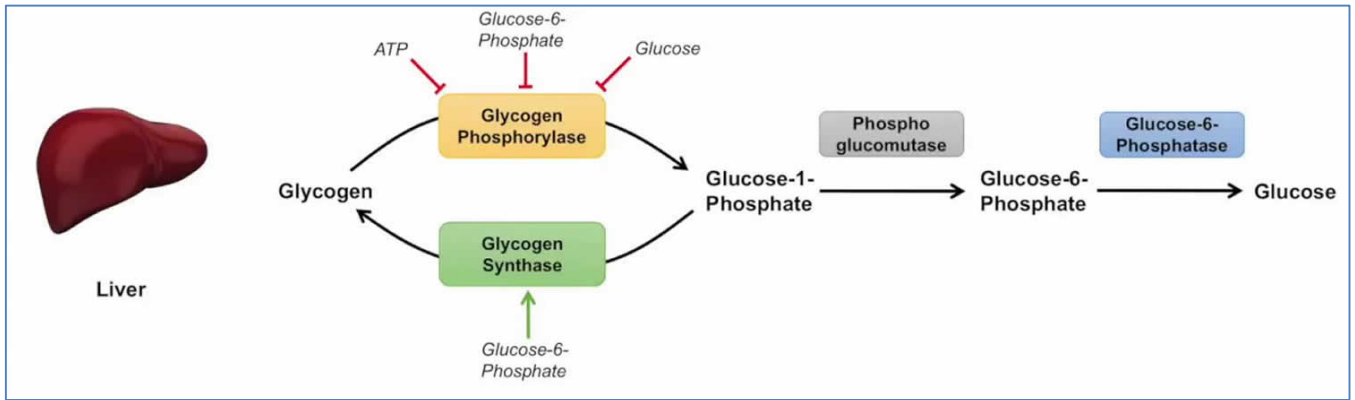 ATP
Glucose-6-
Phosphate
Glucose
Glycogen
Phosphorylase
Phospho
glucomutase
Glucose-6-
Phosphatase
Glycogen
Glucose-1-
Phosphate
Glucose-6-
Phosphate
Glucose
Glycogen
Synthase
Liver
Glucose-6-
Phosphate